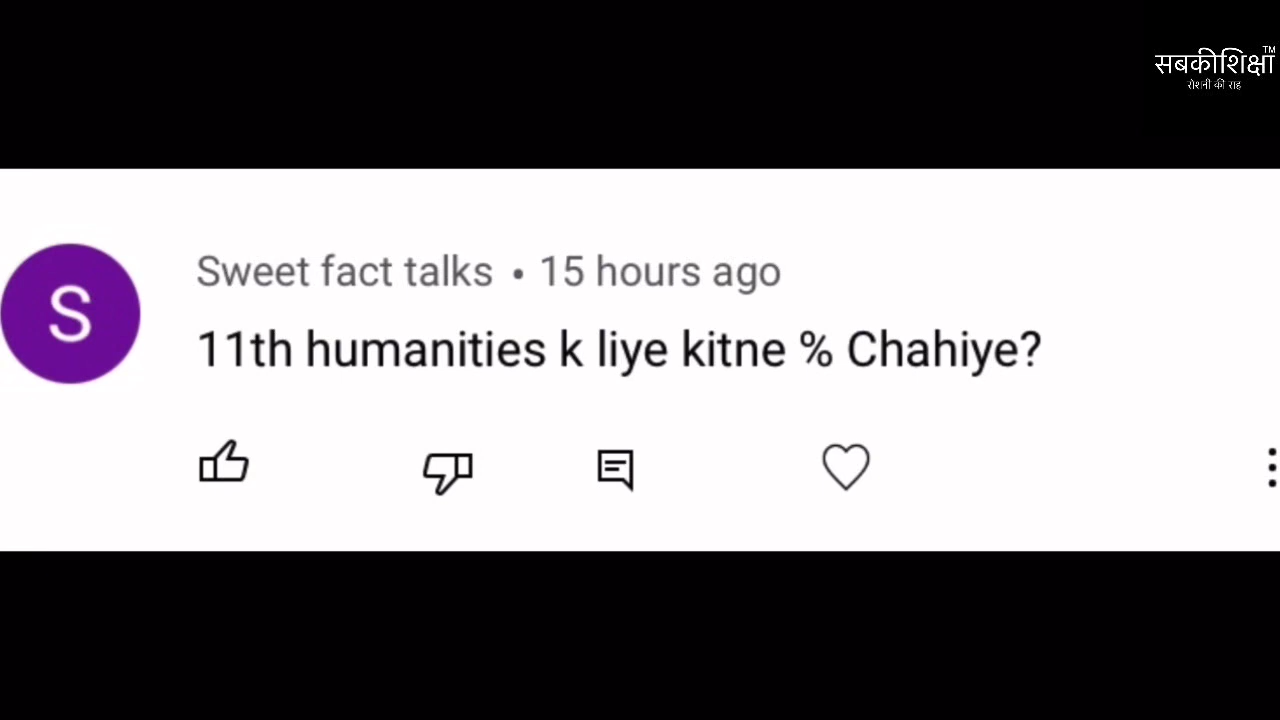 सबकीशिक्षा™
रोशनी की राह
S
Sweet fact talks • 15 hours ago
11th humanities k liye kitne % Chahiye?